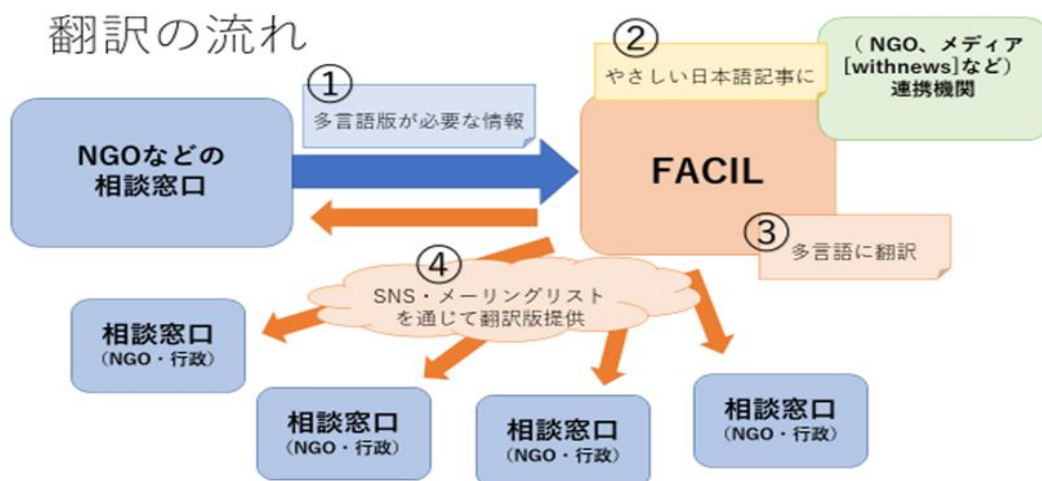 翻訳の流れ
①
多言語版が必要な情報
②
やさしい日本語記事に
( NGO、メディア
[withnews]など)
連携機関
NGOなどの
相談窓口
FACIL
③
多言語に翻訳
④
SNS・メーリングリスト
を通じて翻訳版提供
相談窓口
(NGO・行政)
相談窓口
(NGO・行政)
相談窓口
(NGO・行政)
相談窓口
(NGO・行政)